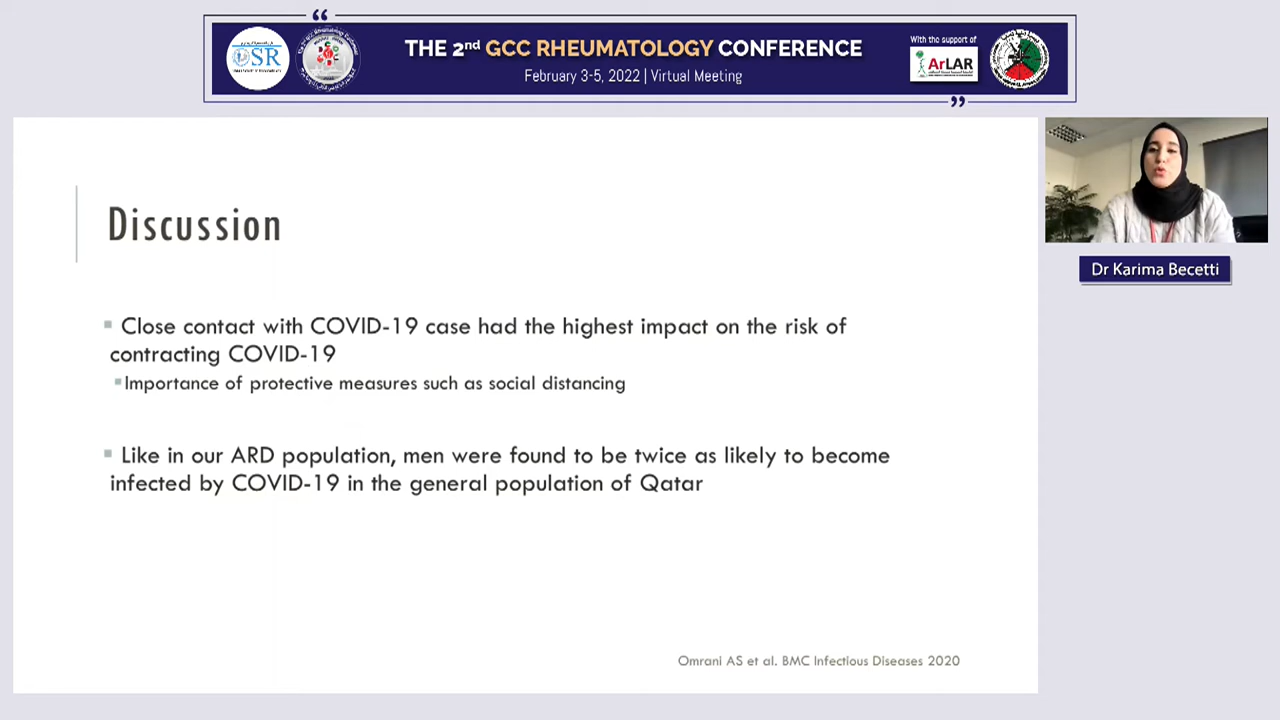 THE 2nd GCC RHEUMATOLOGY CONFERENCE
February 3-5, 2022 | Virtual Meeting
With the support of
OSR
ArLAR
Discussion
Dr Karima Becetti
Close contact with COVID-19 case had the highest impact on the risk of
contracting COVID-19
Importance of protective measures such as social distancing
Like in our ARD population, men were found to be twice as likely to become
infected by COVID-19 in the general population of Qatar
Omrani AS et al. BMC Infectious Diseases 2020